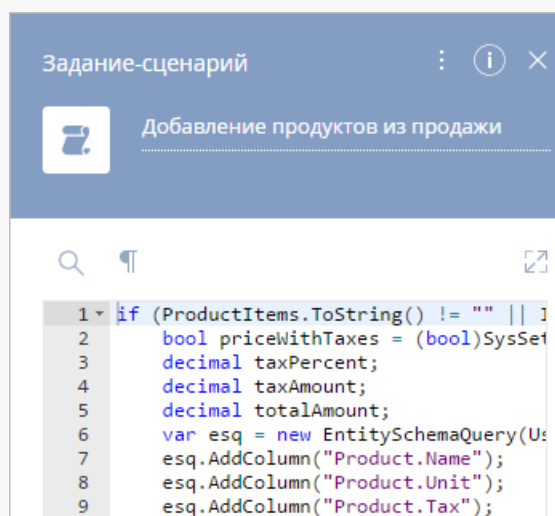 Задание-сценарий
Добавление продуктов из продажи
1 if (ProductItems.ToString() != "" ||
2 bool priceWithTaxes = (bool)SysSet
3 decimal taxPercent;
4 decimal taxAmount;
5 decimal totalAmount;
6 var esq = new EntitySchemaQuery(Us
7 esq.AddColumn("Product.Name");
8 esq.AddColumn("Product.Unit");
9 esq.AddColumn("Product.Tax");